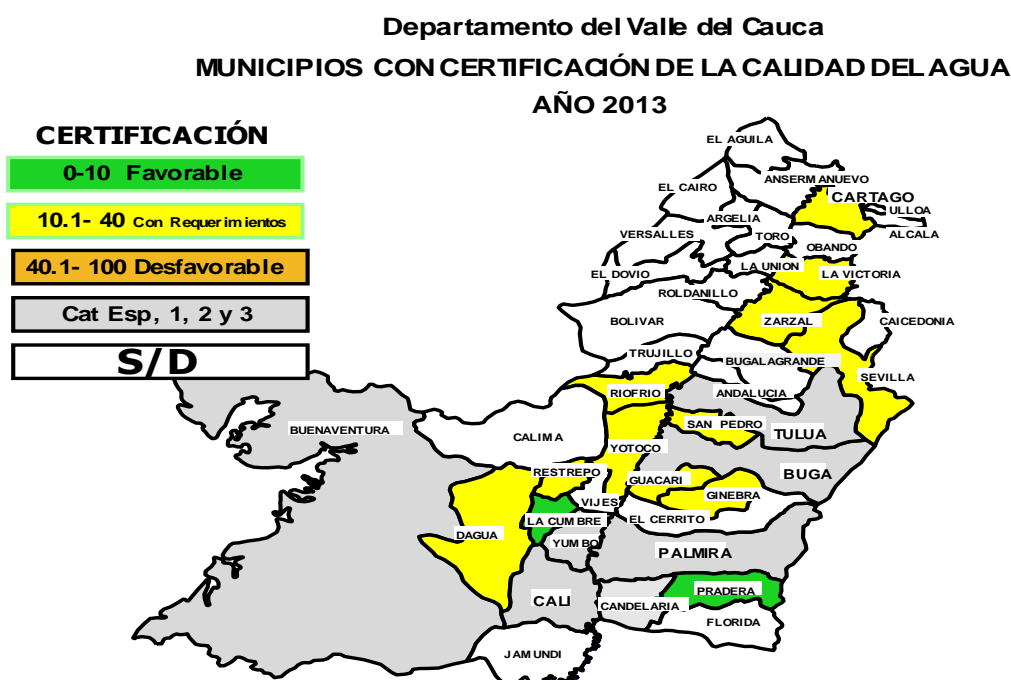 Departamento del Valle del Cauca
MUNICIPIOS CON CERTIFICACIÓN DE LA CALIDAD DEL AGUA
AÑO 2013
CERTIFICACIÓN
0-10 Favorable
10.1- 40 Con Requerimientos
40.1- 100 Desfavorable
Cat Esp, 1, 2 y 3
S/D
EL AGUILA
ANSERMANUEVO
EL CAIRO
CARTAGO
ULLOA
ARGELIA
ALCALA
VERSALLES
TORO
OBANDO
LA UNION
EL DOVIO
LA VICTORIA
ROLDANILLO
BOLIVAR
ZARZAL
CAICEDONIA
TRUJILLO
BUGALAGRANDE
SEVILLA
RIOFRIO
ANDALUCIA
SAN PEDRO
BUENAVENTURA
TULUA
CALIMA
YOTOCO
RESTREPO
BUGA
GUACARI
GINEBRA
VIJES
LA CUMBRE
EL CERRITO
DAGUA
YUMBO
PALMIRA
PRADERA
CALI
CANDELARIA
FLORIDA
JAMUNDI